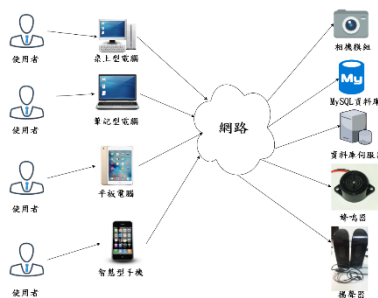 使用者
桌上型電腦
使用者
筆記型電腦
使用者
平板電腦
使用者
智慧型手機
網路
相機模組
My
MySQL資料庫
資料庫伺服
蜂鳴器
揚聲器